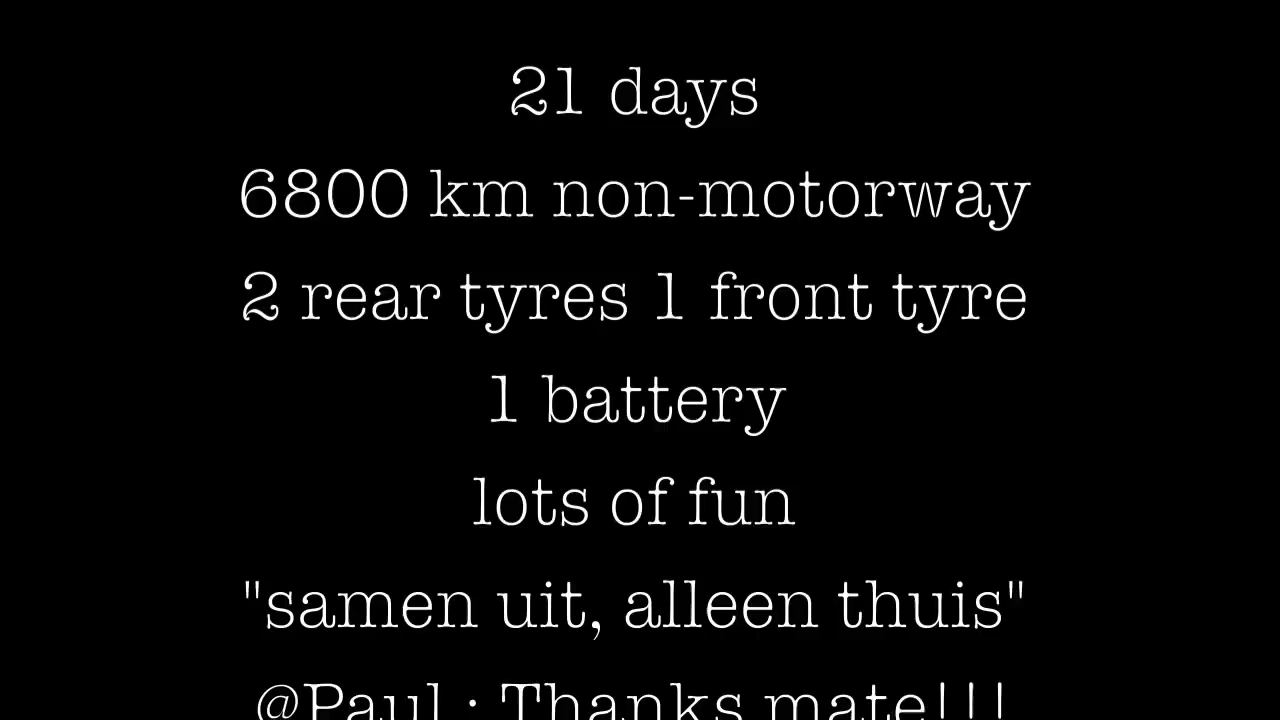 21 days
6800 km non-motorway
2 rear tyres 1 front tyre
1 battery
lots of fun
"samen uit, alleen thuis"
@Paul : Thanks mate!!!